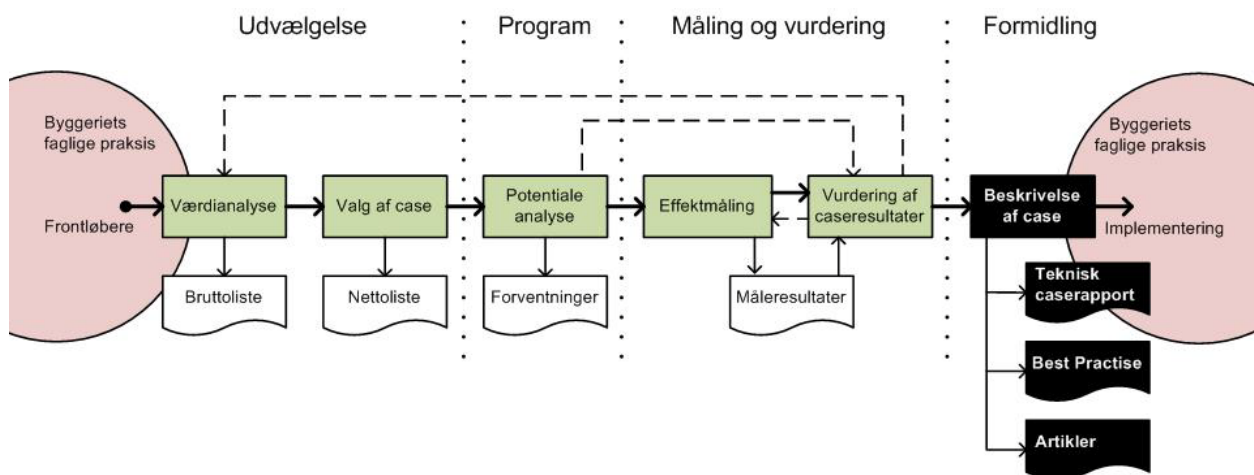 Udvælgelse
Program
Måling og vurdering
Formidling
Byggeriets
faglige praksis
Frontløbere
Værdianalyse
Valg af case
Potentiale
analyse
Effektmåling
Vurdering af
caseresultater
Beskrivelse
af case
Byggeriets
faglige praksis
Implementering
Bruttoliste
Nettoliste
Forventninger
Måleresultater
Teknisk
caserapport
Best Practise
Artikler